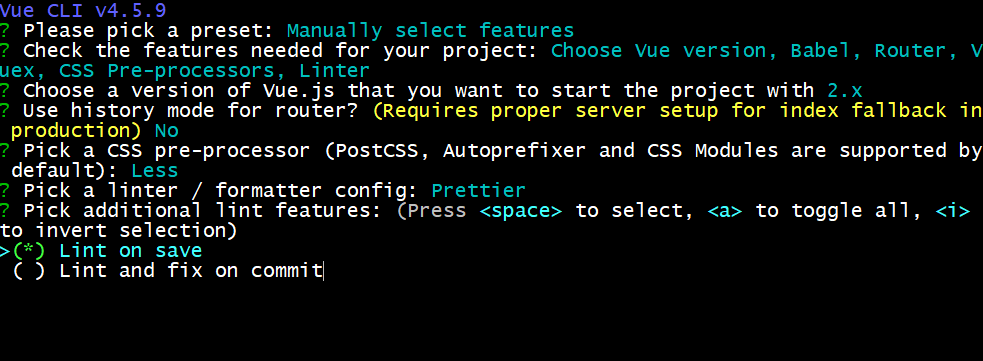 Vue CLI v4.5.9
? Please pick a preset: Manually select features
? Check the features needed for your project: Choose Vue version, Babel, Router, V
uex, CSS Pre-processors, Linter
? Choose a version of Vue.js that you want to start the project with 2.x
? Use history mode for router? (Requires proper server setup for index fallback in
 production) No
? Pick a CSS pre-processor (PostCSS, Autoprefixer and CSS Modules are supported by
 default): Less
? Pick a linter / formatter config: Prettier
? Pick additional lint features: (Press <space> to select, <a> to toggle all, <i>
to invert selection)
>(*) Lint on save
 ( ) Lint and fix on commit